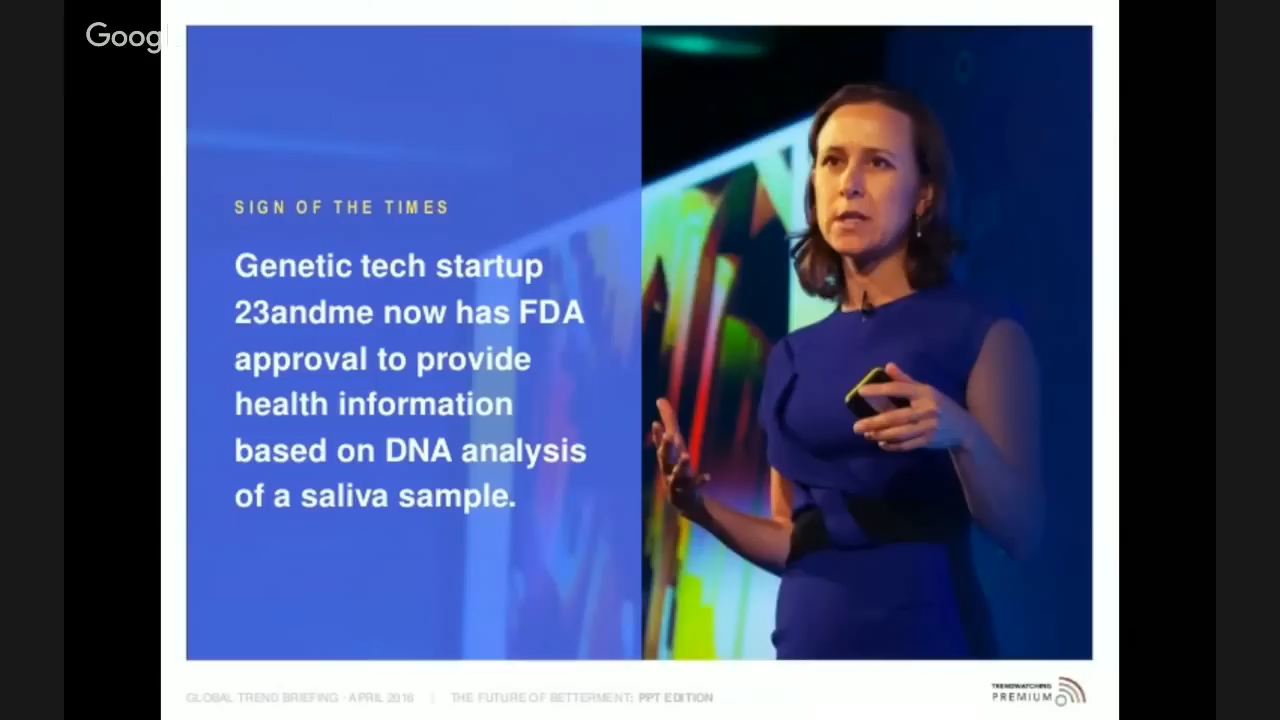 Googl
SIGN OF THE TIMES
Genetic tech startup
23andme now has FDA
approval to provide
health information
based on DNA analysis
of a saliva sample.
GLOBAL TREND BRIEFING · APRIL 2016 | THE FUTURE OF BETTERMENT: PPT EDITION
TRENDWATCHING
PREMIUM